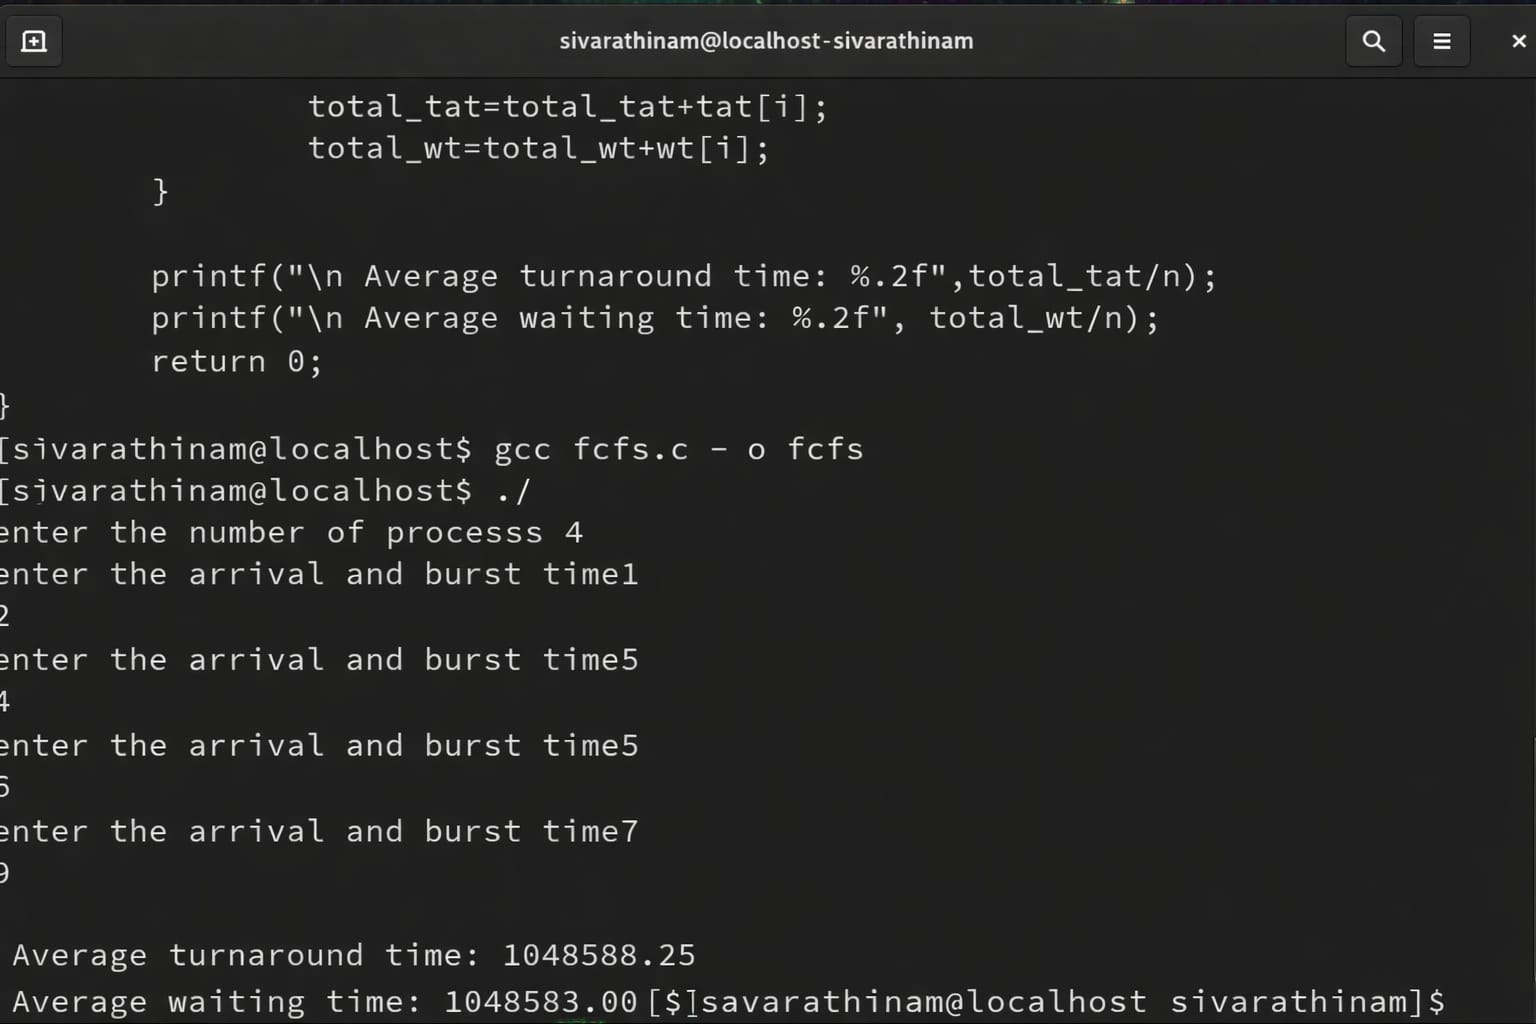 sivarathinam@localhost-sivarathinam
total_tat=total_tat+tat[i];
total_wt=total_wt+wt[i];
}
printf("\n Average turnaround time: %.2f",total_tat/n);
printf("\n Average waiting time: %.2f", total_wt/n);
return 0;
}
[sivarathinam@localhost$ gcc fcfs.c - o fcfs
[sivarathinam@localhost$ ./
enter the number of processs 4
enter the arrival and burst time1
2
enter the arrival and burst time5
4
enter the arrival and burst time5
6
enter the arrival and burst time7
9
Average turnaround time: 1048588.25
Average waiting time: 1048583.00[$]savarathinam@localhost sivarathinam]$